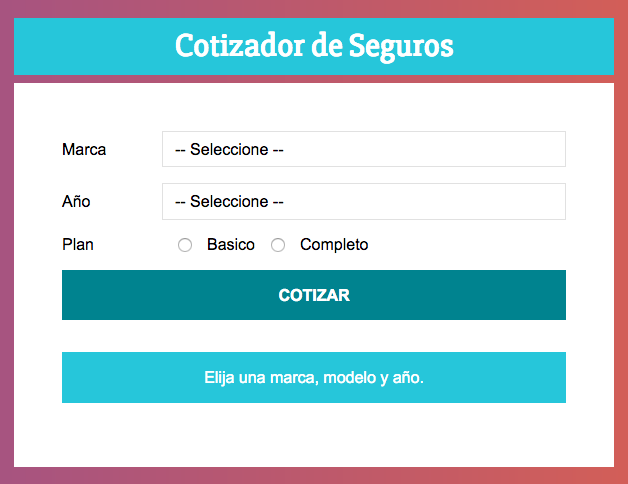 Cotizador de Seguros
Marca
-- Seleccione --
Año
-- Seleccione --
Plan
Basico
Completo
COTIZAR
Elija una marca, modelo y año.